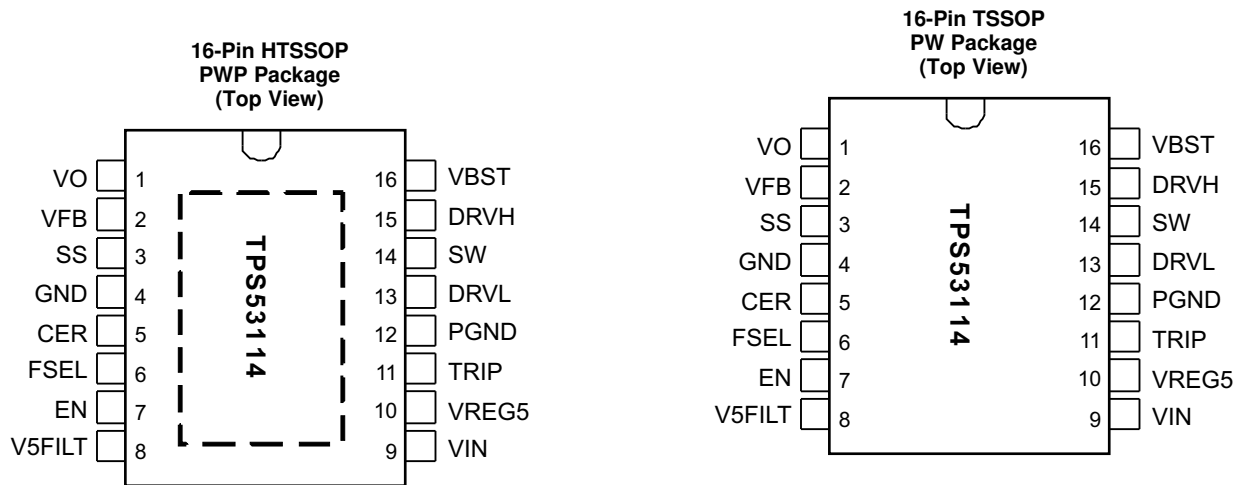 16-Pin HTSSOP
PWP Package
(Top View)
VO 1 16 VBST
VFB 2 15 DRVH
SS 3 14 SW
GND 4 13 DRVL
CER 5 12 PGND
FSEL 6 11 TRIP
EN 7 10 VREG5
V5FILT 8 9 VIN
TPS53114
16-Pin TSSOP
PW Package
(Top View)
VO 1 16 VBST
VFB 2 15 DRVH
SS 3 14 SW
GND 4 13 DRVL
CER 5 12 PGND
FSEL 6 11 TRIP
EN 7 10 VREG5
V5FILT 8 9 VIN
TPS53114